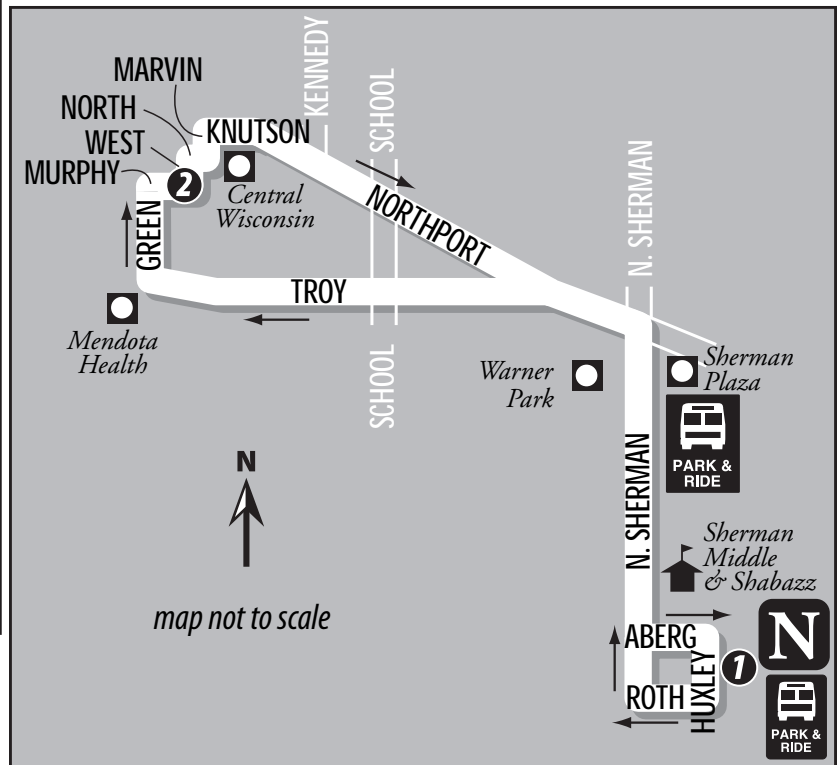 MARVIN
NORTH
WEST
MURPHY
KNUTSON
KENNEDY
SCHOOL
2
Central
Wisconsin
NORTHPORT
N. SHERMAN
GREEN
TROY
Mendota
Health
SCHOOL
Warner
Park
Sherman
Plaza
PARK &
RIDE
N
map not to scale
N. SHERMAN
Sherman
Middle
& Shabazz
ABERG
HUXLEY
1
N
ROTH
PARK &
RIDE